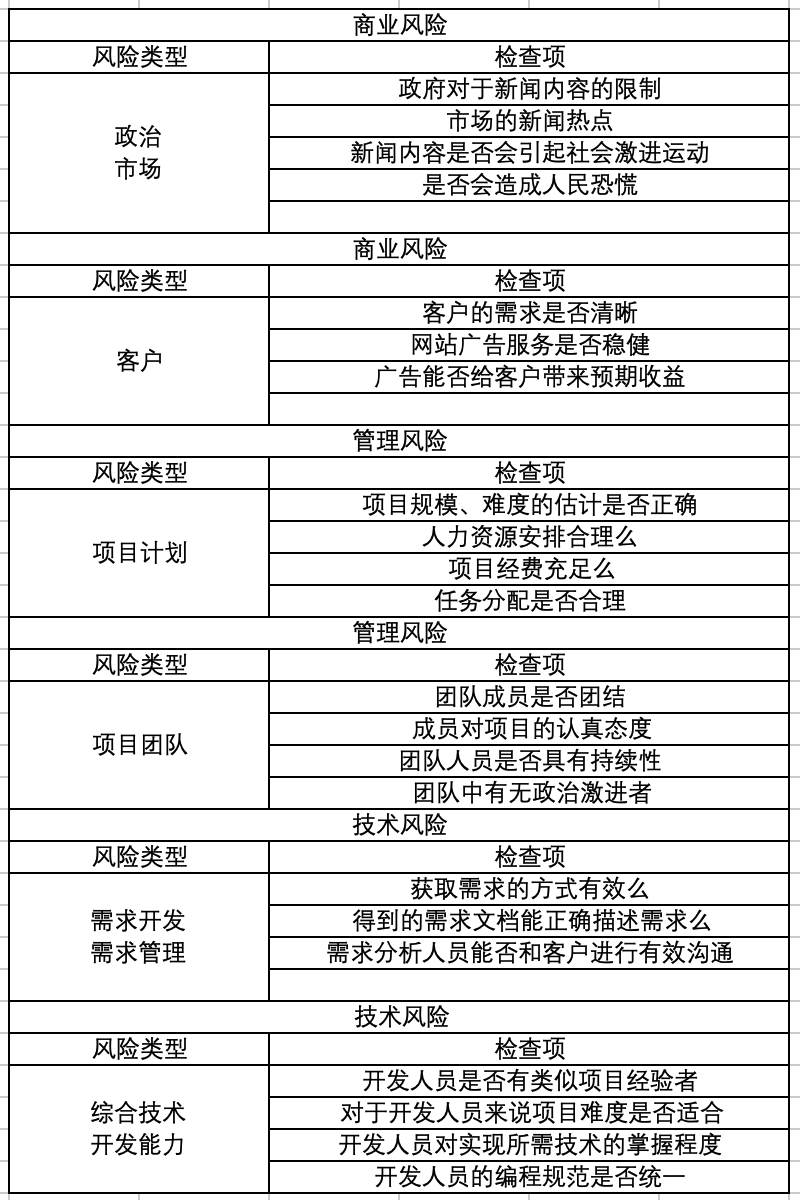 商业风险
风险类型 检查项
政治
市场
政府对于新闻内容的限制
市场的新闻热点
新闻内容是否会引起社会激进运动
是否会造成人民恐慌
商业风险
风险类型 检查项
客户
客户的需求是否清晰
网站广告服务是否稳健
广告能否给客户带来预期收益
管理风险
风险类型 检查项
项目计划
项目规模、难度的估计是否正确
人力资源安排合理么
项目经费充足么
任务分配是否合理
管理风险
风险类型 检查项
项目团队
团队成员是否团结
成员对项目的认真态度
团队人员是否具有持续性
团队中有无政治激进者
技术风险
风险类型 检查项
需求开发
需求管理
获取需求的方式有效么
得到的需求文档能正确描述需求么
需求分析人员能否和客户进行有效沟通
技术风险
风险类型 检查项
综合技术
开发能力
开发人员是否有类似项目经验者
对于开发人员来说项目难度是否适合
开发人员对实现所需技术的掌握程度
开发人员的编程规范是否统一